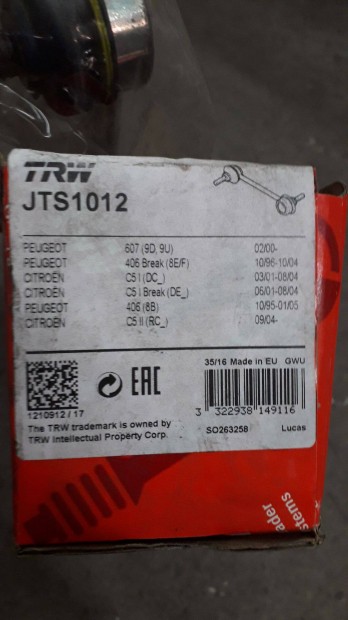 TRW
JTS1012
PEUGEOT 607 (9D, 9U) 02/00-
PEUGEOT 406 Break (8E/F) 10/96-10/04
CITROËN C5 I (DC_) 03/01-08/04
CITROËN C5 I Break (DE_) 06/01-08/04
PEUGEOT 406 (8B) 10/95-01/05
CITROËN C5 II (RC_) 09/04-
35/16 Made in EU GWU
EAC
1210912 / 17
3 322938 149116
The TRW trademark is owned by
TRW Intellectual Property Corp.
SO263258 Lucas
ader
stems